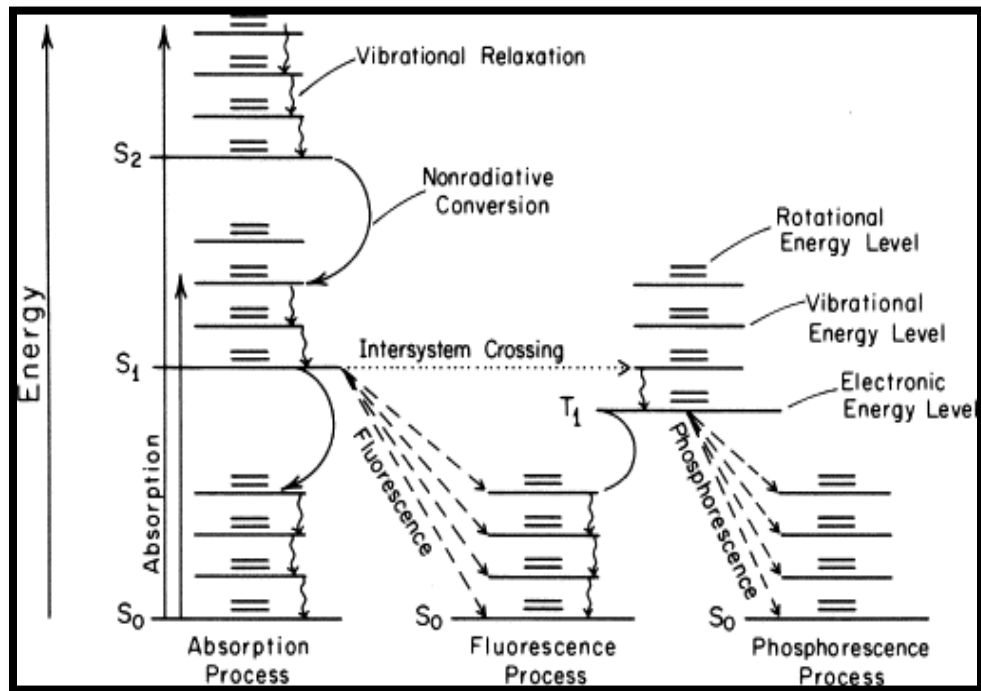 Energy
Absorption
Vibrational Relaxation
S2
Nonradiative
Conversion
Rotational
Energy Level
Vibrational
Energy Level
S1
Intersystem Crossing
Electronic
Energy Level
T1
Fluorescence
Phosphorescence
S0
S0
S0
Absorption
Process
Fluorescence
Process
Phosphorescence
Process